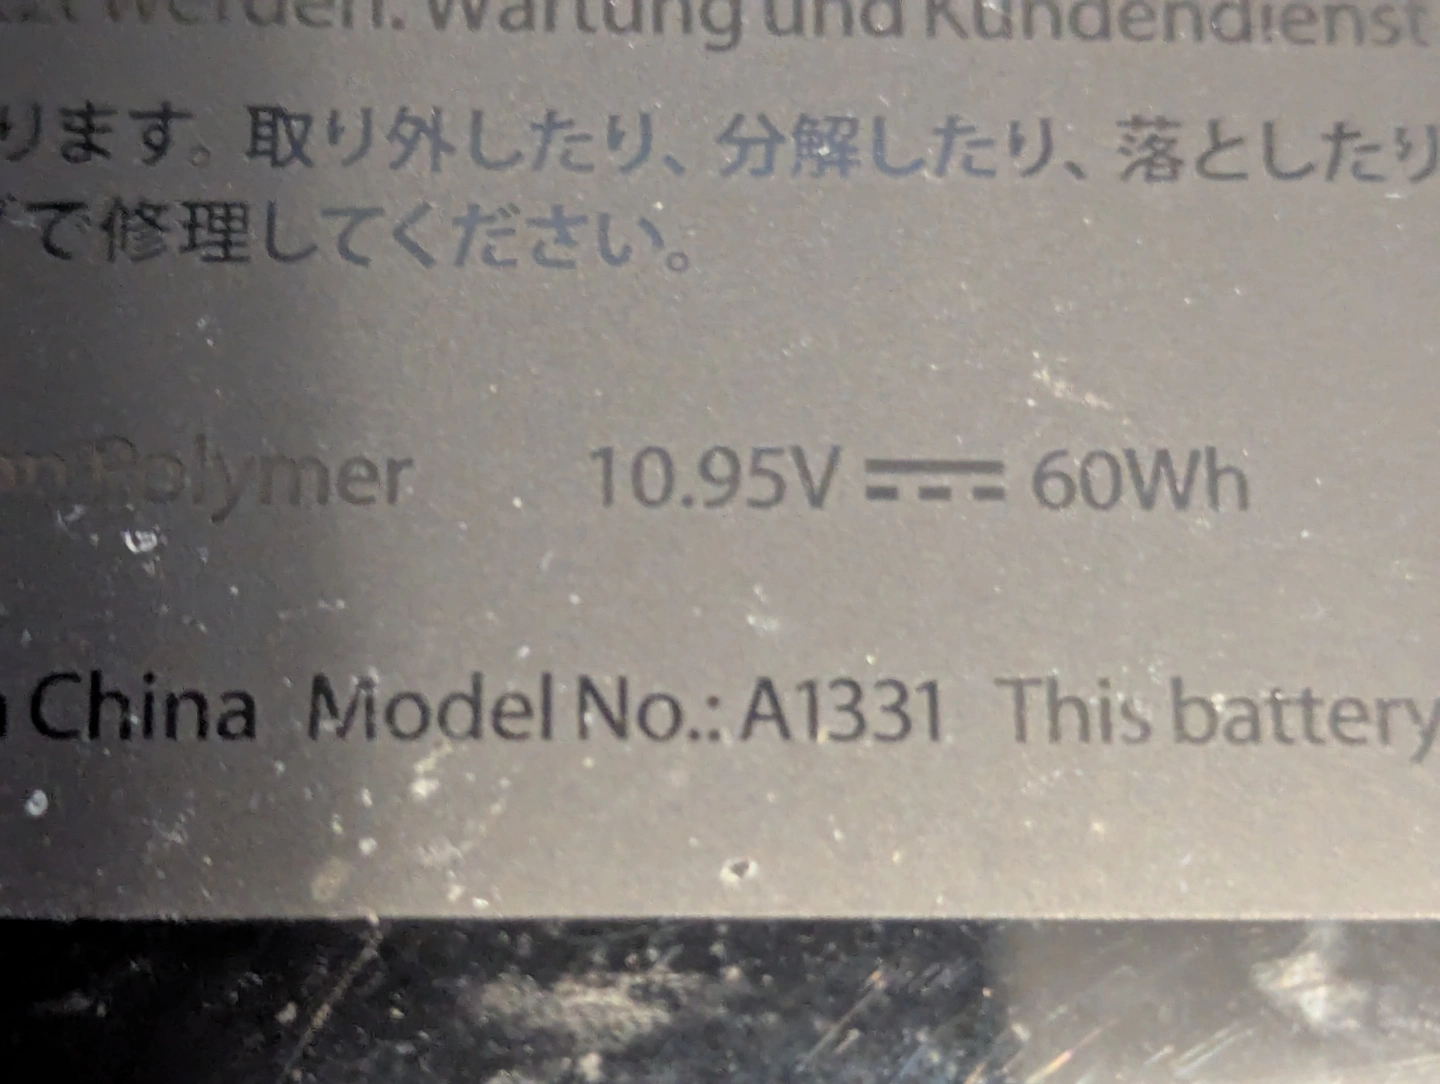 werden. Wartung und Kundendienst
ります。取り外したり、分解したり、落としたり
で修理してください。
Polymer 10.95V ⎓ 60Wh
China Model No.: A1331 This battery